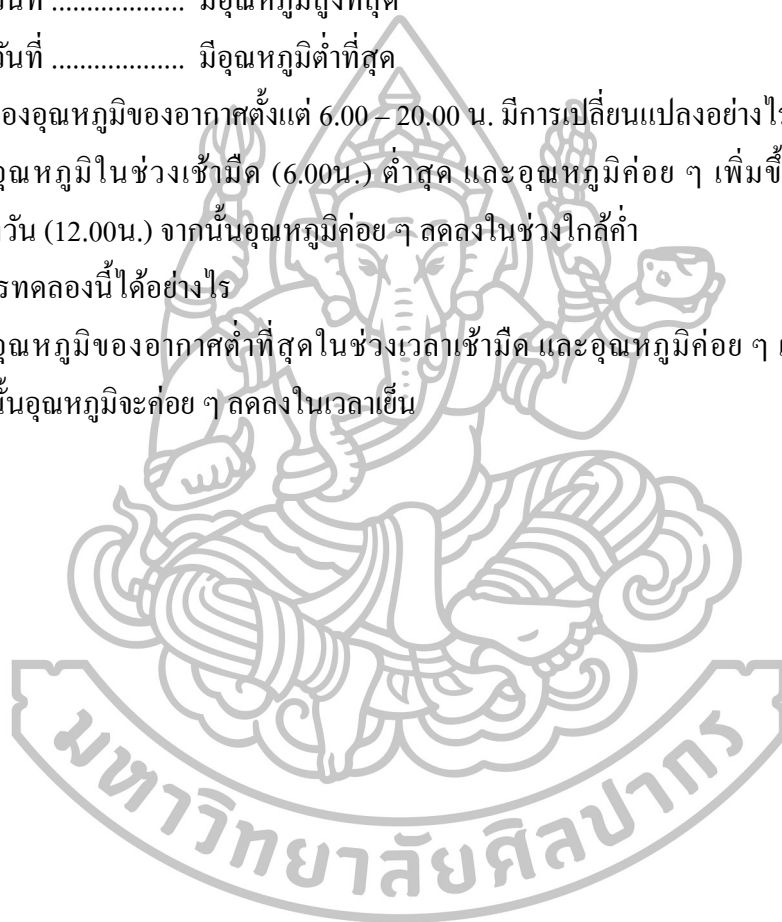 วันที่ ................... มีอุณหภูมิสูงที่สุด
วันที่ ................... มีอุณหภูมิต่ำที่สุด
องอุณหภูมิของอากาศตั้งแต่ 6.00 – 20.00 น. มีการเปลี่ยนแปลงอย่างไร
อุณหภูมิในช่วงเช้ามืด (6.00น.) ต่ำสุด และอุณหภูมิค่อย ๆ เพิ่มขึ้
วัน (12.00น.) จากนั้นอุณหภูมิค่อย ๆ ลดลงในช่วงใกล้ค่ำ
รทดลองนี้ได้อย่างไร
อุณหภูมิของอากาศต่ำที่สุดในช่วงเวลาเช้ามืด และอุณหภูมิค่อย ๆ เ
นั้นอุณหภูมิจะค่อย ๆ ลดลงในเวลาเย็น
มหาวิทยาลัยศิลปากร